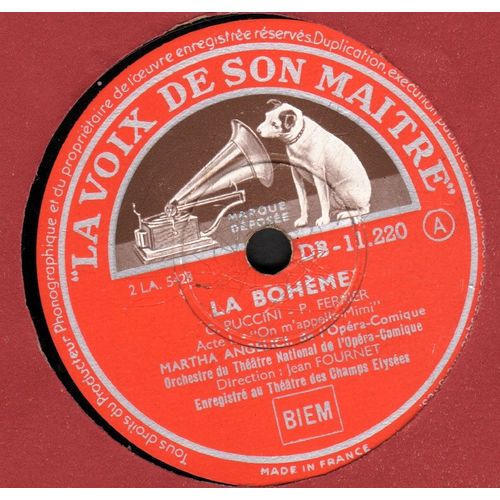 Tous droits du Producteur Phonographique et du propriétaire de l'œuvre enregistrée réservés. Duplication, exécution publique
"LA VOIX DE SON MAITRE"
MARQUE
DÉPOSÉE
DB-11.220
A
2 LA. 5-28
LA BOHÈME
G. PUCCINI - P. FERRIER
Acte "On m'appelle Mimi"
MARTHA ANGELICI de l'Opéra-Comique
Orchestre du Théâtre National de l'Opéra-Comique
Direction : Jean FOURNET
Enregistré au Théâtre des Champs Elysées
BIEM
MADE IN FRANCE